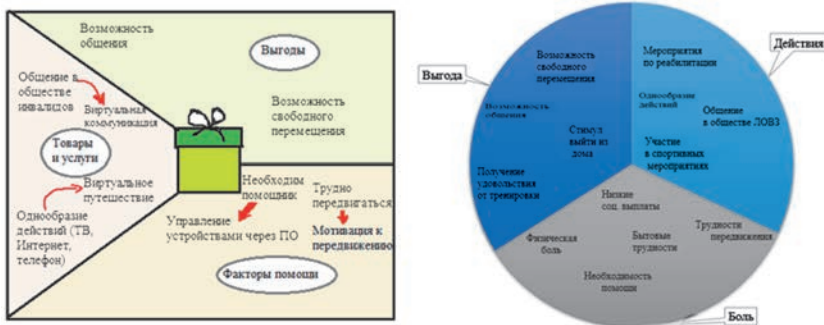 Возможность
общения
Выгоды
Общение в
обществе
инвалидов
Виртуальная
коммуникация
Возможность
свободного
перемещения
Товары
и услуги
Виртуальное
путешествие
Необходим
помощник
Трудно
передвигаться
Однообразие
действий (ТВ,
Интернет,
телефон)
Управление
устройствами через ПО
Мотивация к
передвижению
Факторы помощи
Действия
Выгода
Возможность
свободного
перемещения
Мероприятия
по реабилитации
Возможность
общения
Однообразие
действий
Общение
в обществе ЛОВЗ
Стимул
выйти из
дома
Участие
в спортивных
мероприятиях
Получение
удовольствия
от тренировки
Низкие
соц. выплаты
Физическая
боль
Бытовые
трудности
Трудности
передвижения
Необходимость
помощи
Боль